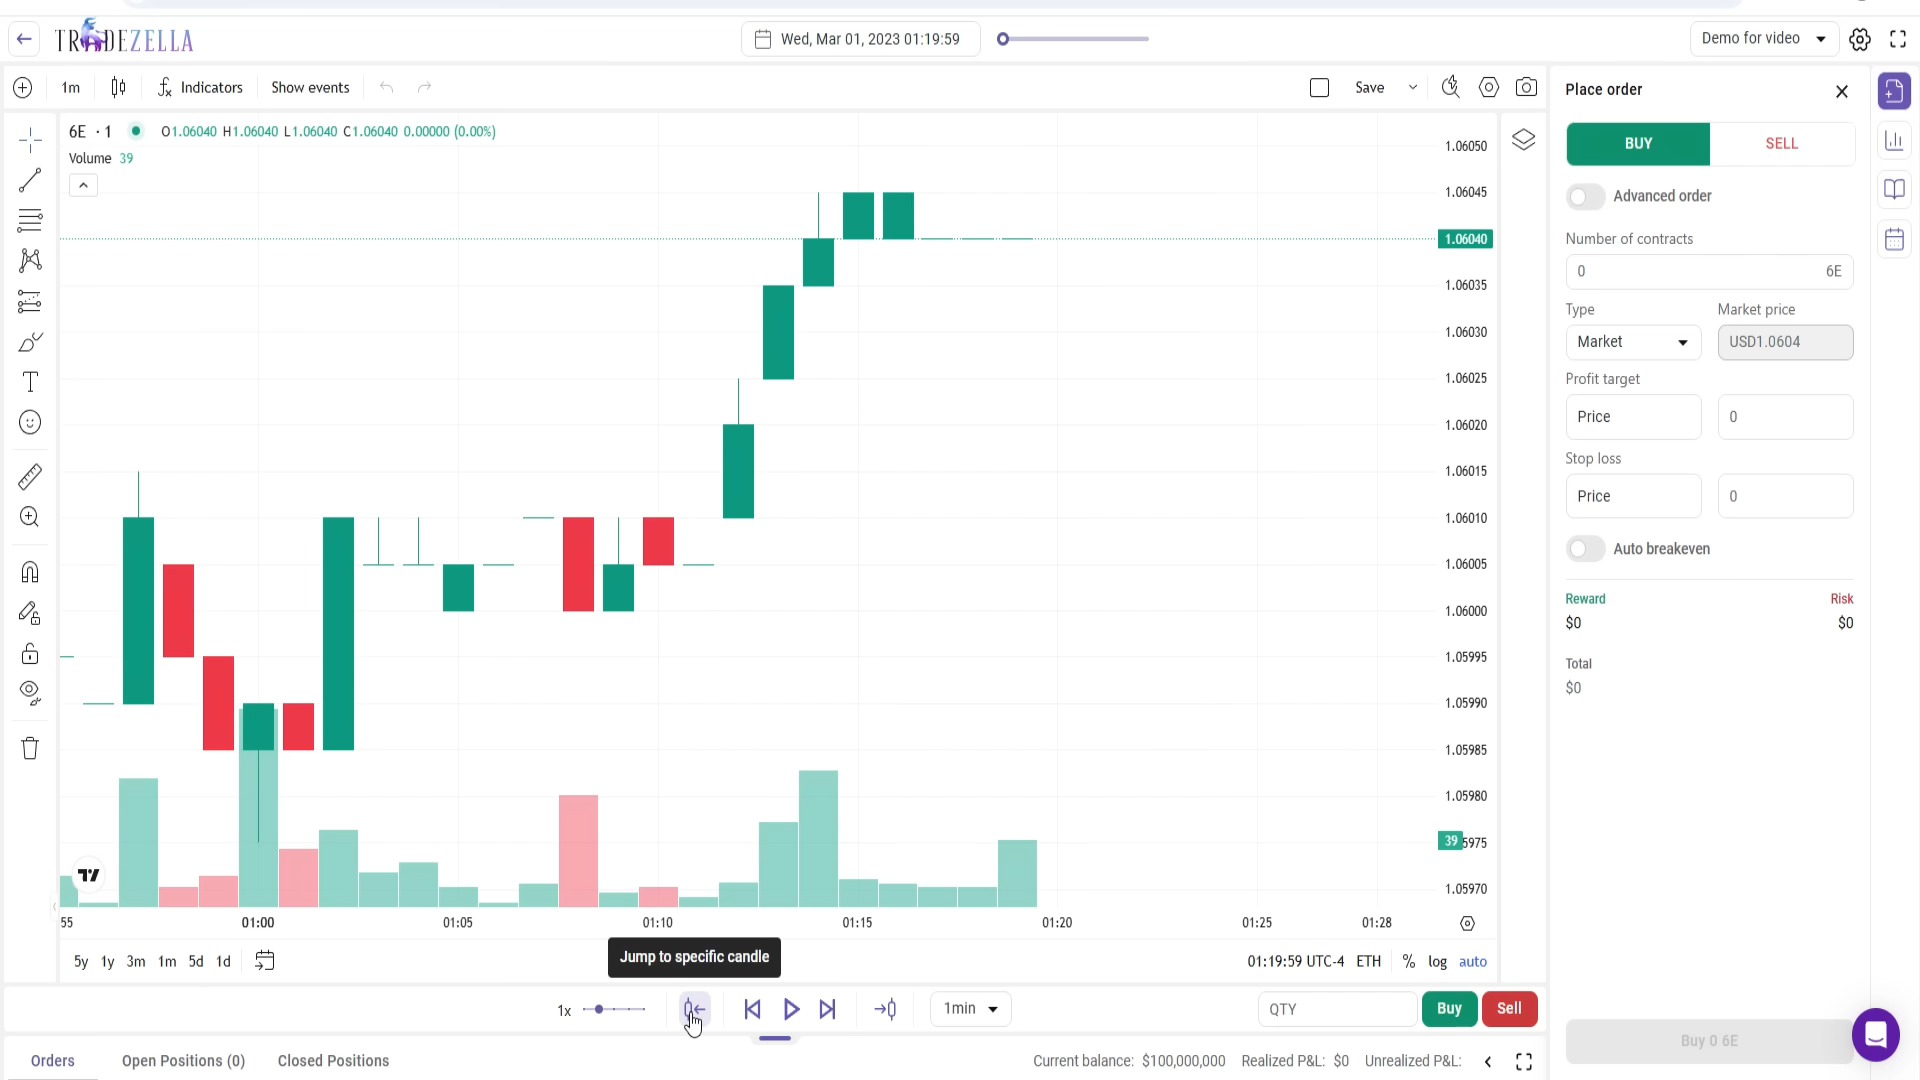 TRADEZELLA
Wed, Mar 01, 2023 01:19:59
Demo for video
1m
Indicators
Show events
Save
6E · 1
O1.06040 H1.06040 L1.06040 C1.06040 0.00000 (0.00%)
Volume 39
1.06050
1.06045
1.06040
1.06035
1.06030
1.06025
1.06020
1.06015
1.06010
1.06005
1.06000
1.05995
1.05990
1.05985
1.05980
39
5975
1.05970
55
01:00
01:05
01:10
01:15
01:20
01:25
01:28
5y 1y 3m 1m 5d 1d
Jump to specific candle
01:19:59 UTC-4 ETH % log auto
1x
1min
QTY
Buy
Sell
Orders
Open Positions (0)
Closed Positions
Current balance: $100,000,000 Realized P&L: $0 Unrealized P&L:
Place order
BUY
SELL
Advanced order
Number of contracts
0 6E
Type
Market price
Market
USD1.0604
Profit target
Price
0
Stop loss
Price
0
Auto breakeven
Reward
Risk
$0
$0
Total
$0
Buy 0 6E